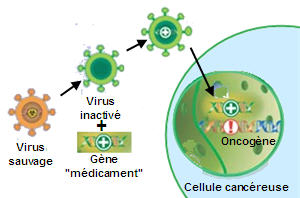 Virus
sauvage
Virus
inactivé
+
Gène
"médicament"
Oncogène
Cellule cancéreuse